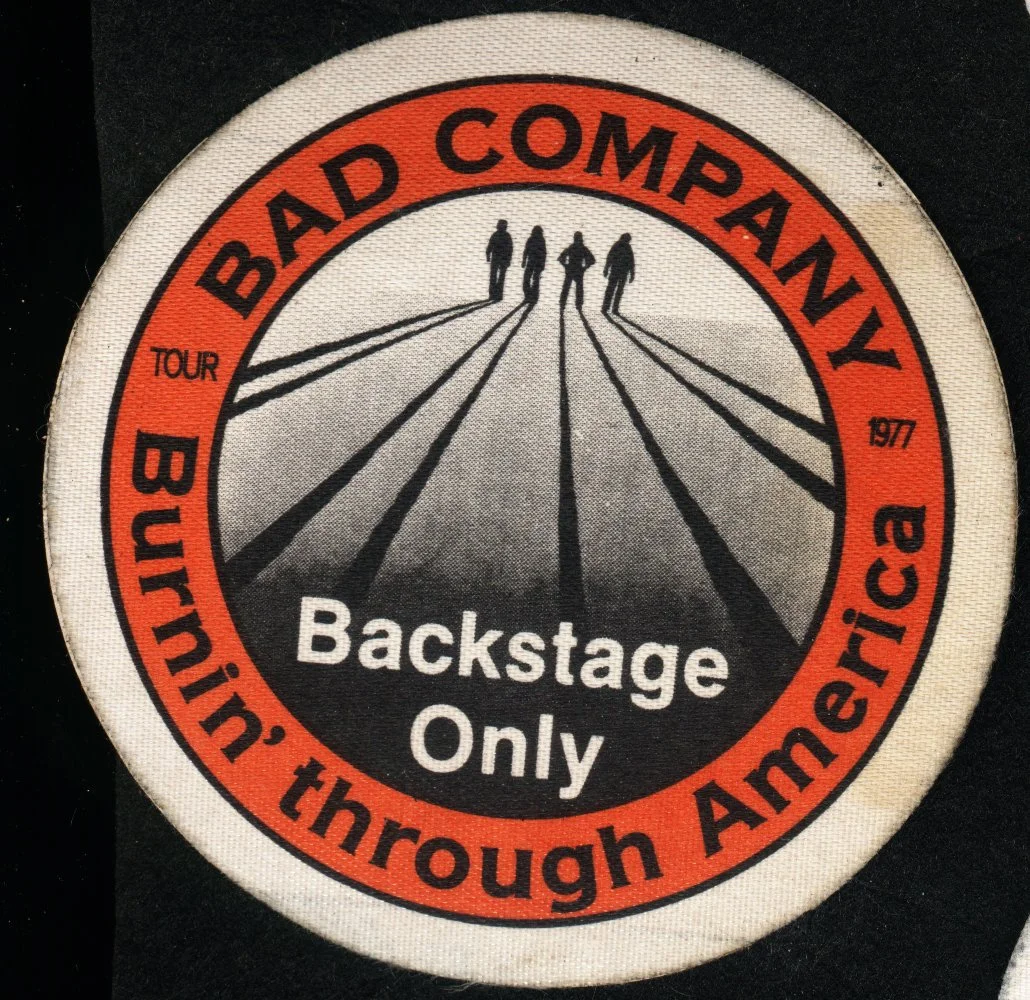 BAD COMPANY
TOUR
1977
Burnin' through America
Backstage
Only